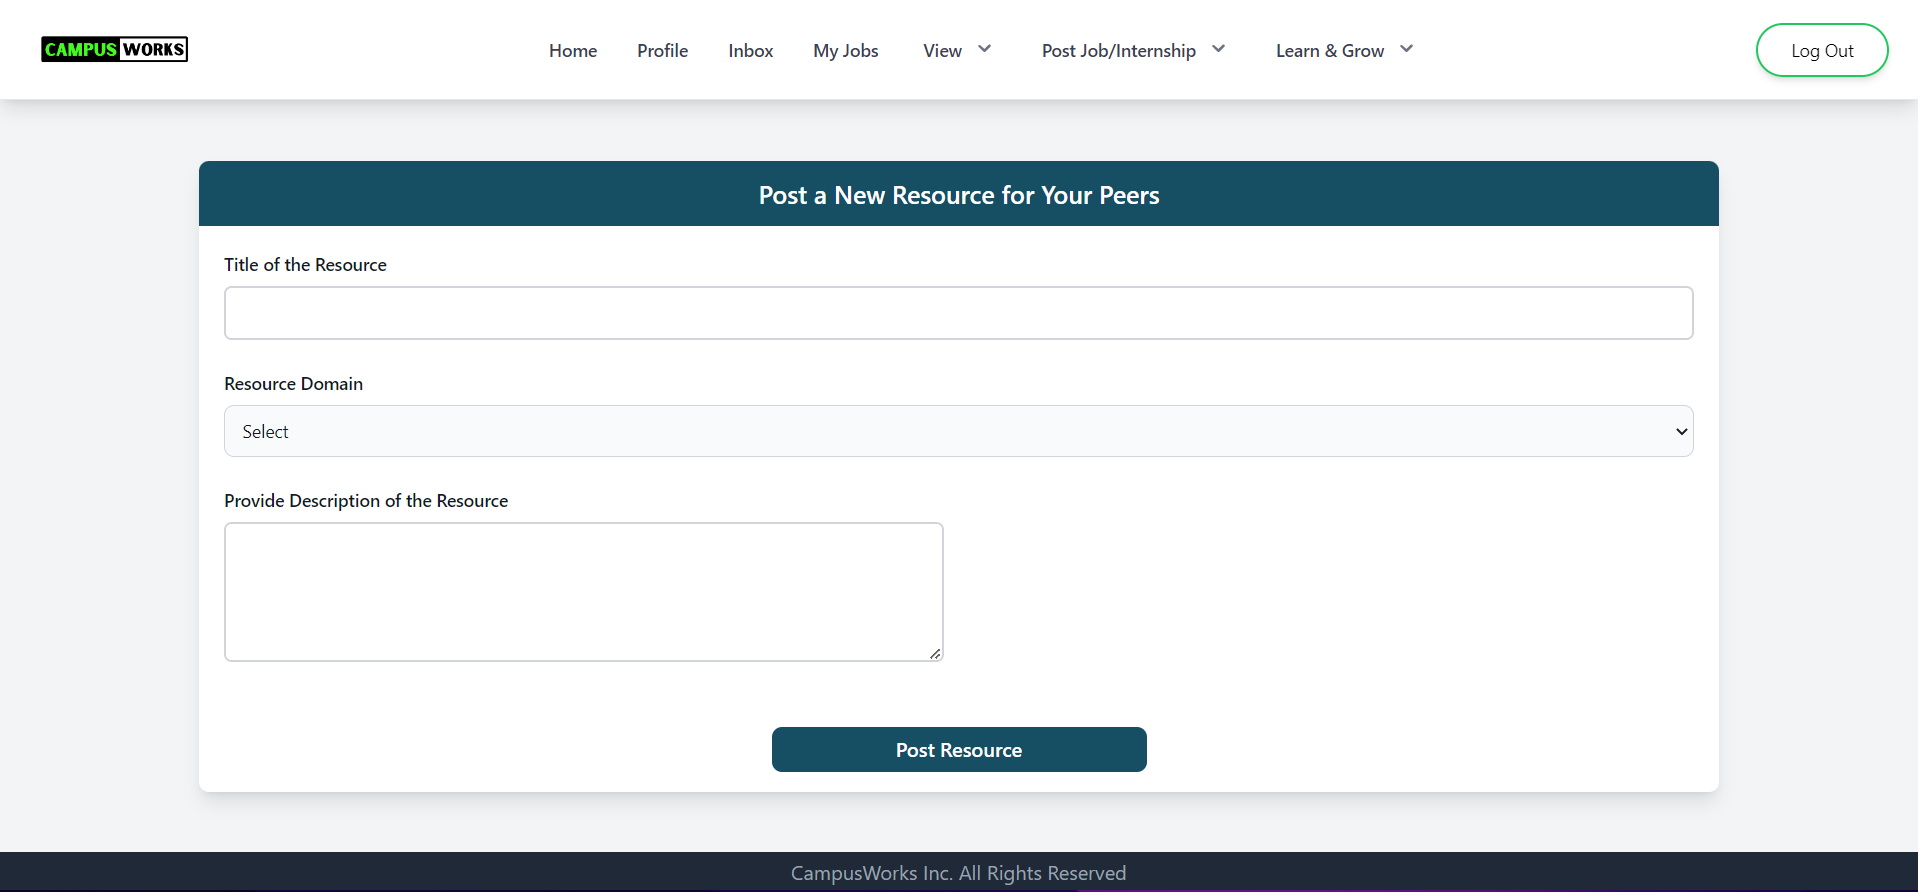 CAMPUS WORKS
Home Profile Inbox My Jobs View Post Job/Internship Learn & Grow Log Out
Post a New Resource for Your Peers
Title of the Resource
Resource Domain
Select
Provide Description of the Resource
Post Resource
CampusWorks Inc. All Rights Reserved